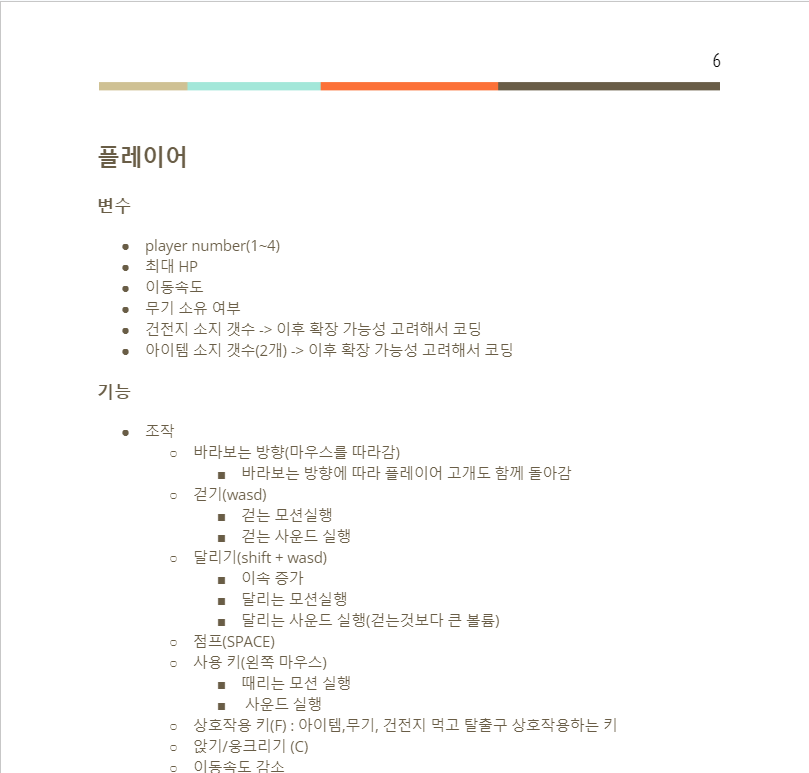 6
플레이어
변수
● player number(1~4)
● 최대 HP
● 이동속도
● 무기 소유 여부
● 건전지 소지 갯수 -> 이후 확장 가능성 고려해서 코딩
● 아이템 소지 갯수(2개) -> 이후 확장 가능성 고려해서 코딩
기능
● 조작
○ 바라보는 방향(마우스를 따라감)
■ 바라보는 방향에 따라 플레이어 고개도 함께 돌아감
○ 걷기(wasd)
■ 걷는 모션실행
■ 걷는 사운드 실행
○ 달리기(shift + wasd)
■ 이속 증가
■ 달리는 모션실행
■ 달리는 사운드 실행(걷는것보다 큰 볼륨)
○ 점프(SPACE)
○ 사용 키(왼쪽 마우스)
■ 때리는 모션 실행
■ 사운드 실행
○ 상호작용 키(F) : 아이템,무기, 건전지 먹고 탈출구 상호작용하는 키
○ 앉기/웅크리기 (C)
○ 이동속도 감소